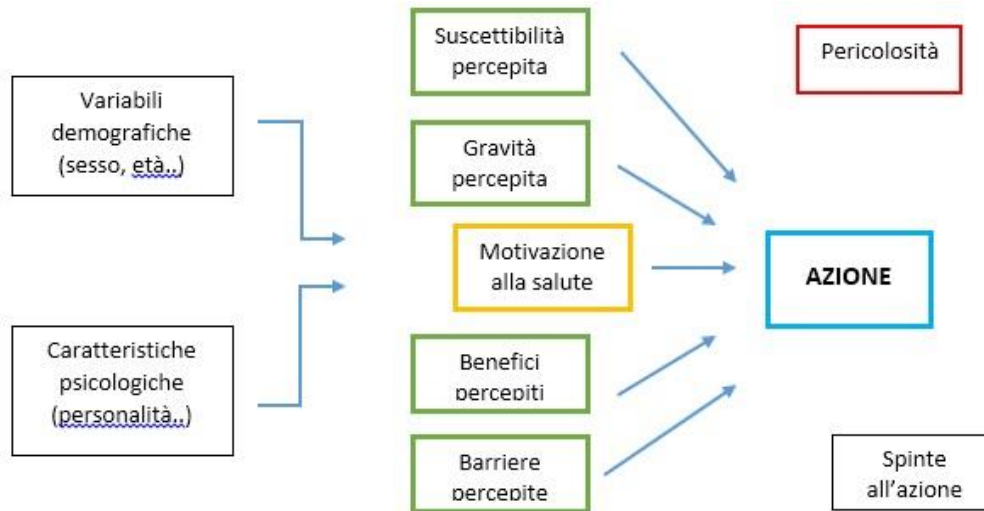 Variabili
demografiche
(sesso, età..)
Caratteristiche
psicologiche
(personalità..)
Suscettibilità
percepita
Gravità
percepita
Motivazione
alla salute
Benefici
percepiti
Barriere
percepite
Pericolosità
AZIONE
Spinte
all'azione